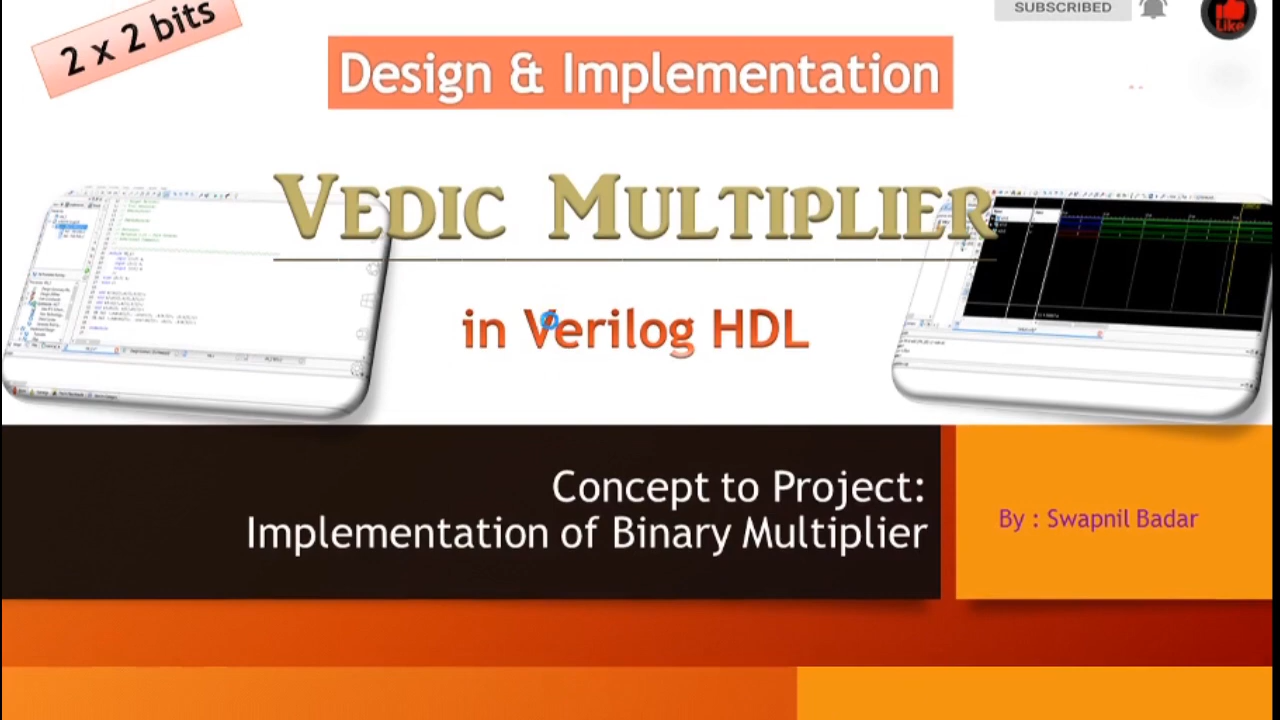 SUBSCRIBED
Like
2 x 2 bits
Design & Implementation
VEDIC MULTIPLIER
in Verilog HDL
Concept to Project:
Implementation of Binary Multiplier
By : Swapnil Badar